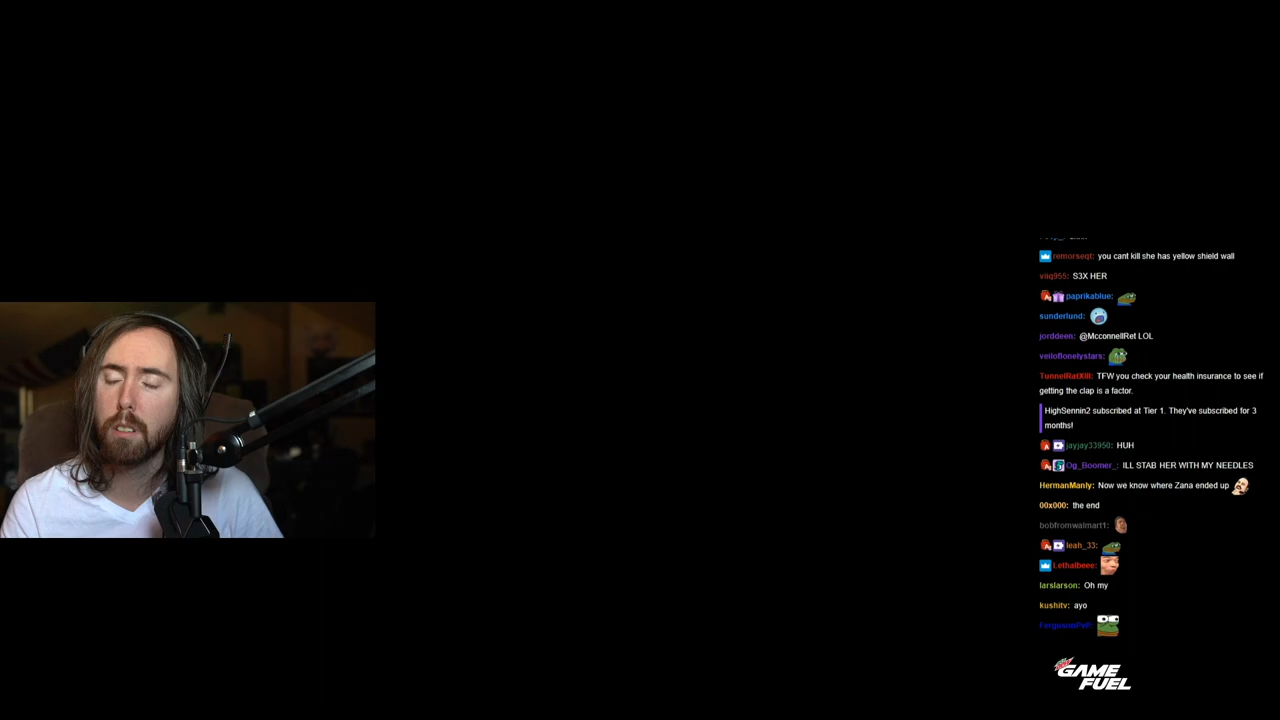 remorseqt: you cant kill she has yellow shield wall
viiq955: S3X HER
paprikablue:
sunderlund:
jorddeen: @McconnellRet LOL
veiloflonelystars:
TunnelRatXIII: TFW you check your health insurance to see if
getting the clap is a factor.
HighSennin2 subscribed at Tier 1. They've subscribed for 3
months!
jayjay33950: HUH
Og_Boomer_: ILL STAB HER WITH MY NEEDLES
HermanManly: Now we know where Zana ended up
00x000: the end
bobfromwalmart1:
leah_33:
Lethalbeee:
larslarson: Oh my
kushitv: ayo
FergusonPvP:
GAME
FUEL